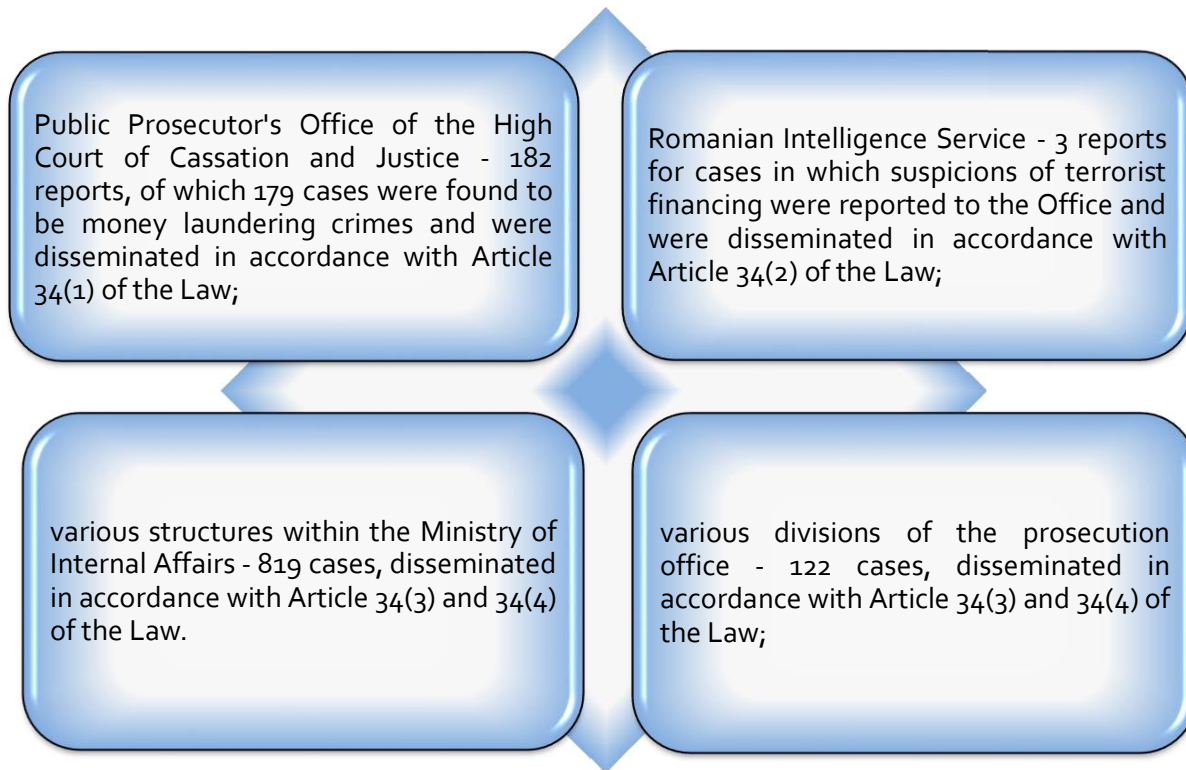 Public Prosecutor's Office of the High
Court of Cassation and Justice - 182
reports, of which 179 cases were found to
be money laundering crimes and were
disseminated in accordance with Article
34(1) of the Law;
Romanian Intelligence Service - 3 reports
for cases in which suspicions of terrorist
financing were reported to the Office and
were disseminated in accordance with
Article 34(2) of the Law;
various structures within the Ministry of
Internal Affairs - 819 cases, disseminated
in accordance with Article 34(3) and 34(4)
of the Law.
various divisions of the prosecution
office - 122 cases, disseminated in
accordance with Article 34(3) and 34(4) of
the Law;